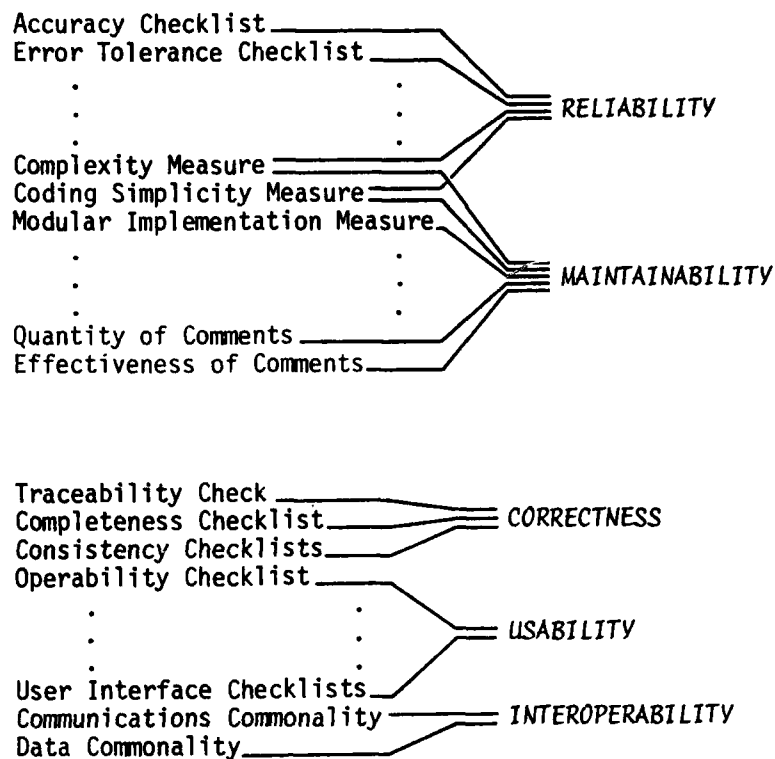 Accuracy Checklist
Error Tolerance Checklist
. .
. . RELIABILITY
. .
Complexity Measure
Coding Simplicity Measure
Modular Implementation Measure
. .
. . MAINTAINABILITY
. .
Quantity of Comments
Effectiveness of Comments
Traceability Check
Completeness Checklist CORRECTNESS
Consistency Checklists
Operability Checklist
. .
. . USABILITY
. .
User Interface Checklists
Communications Commonality INTEROPERABILITY
Data Commonality